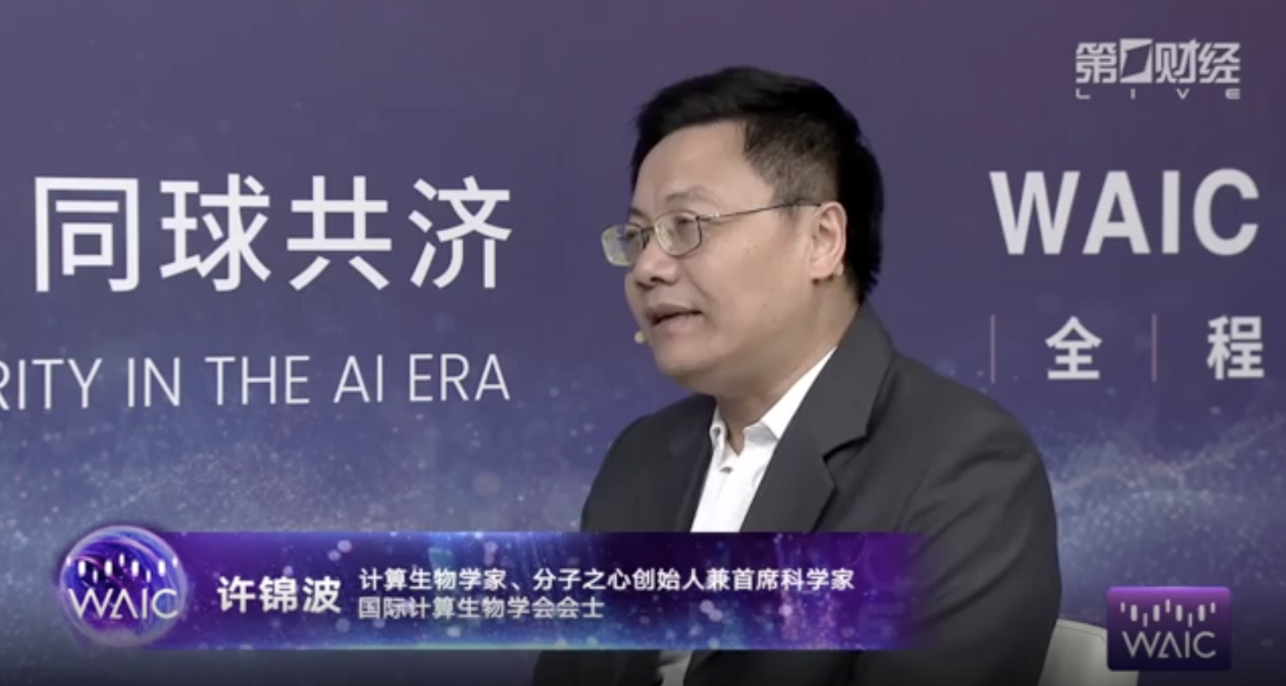 第一财经
LIVE
同球共济
RITY IN THE AI ERA
WAIC
全 程
WAIC
许锦波
计算生物学家、分子之心创始人兼首席科学家
国际计算生物学会会士
WAIC